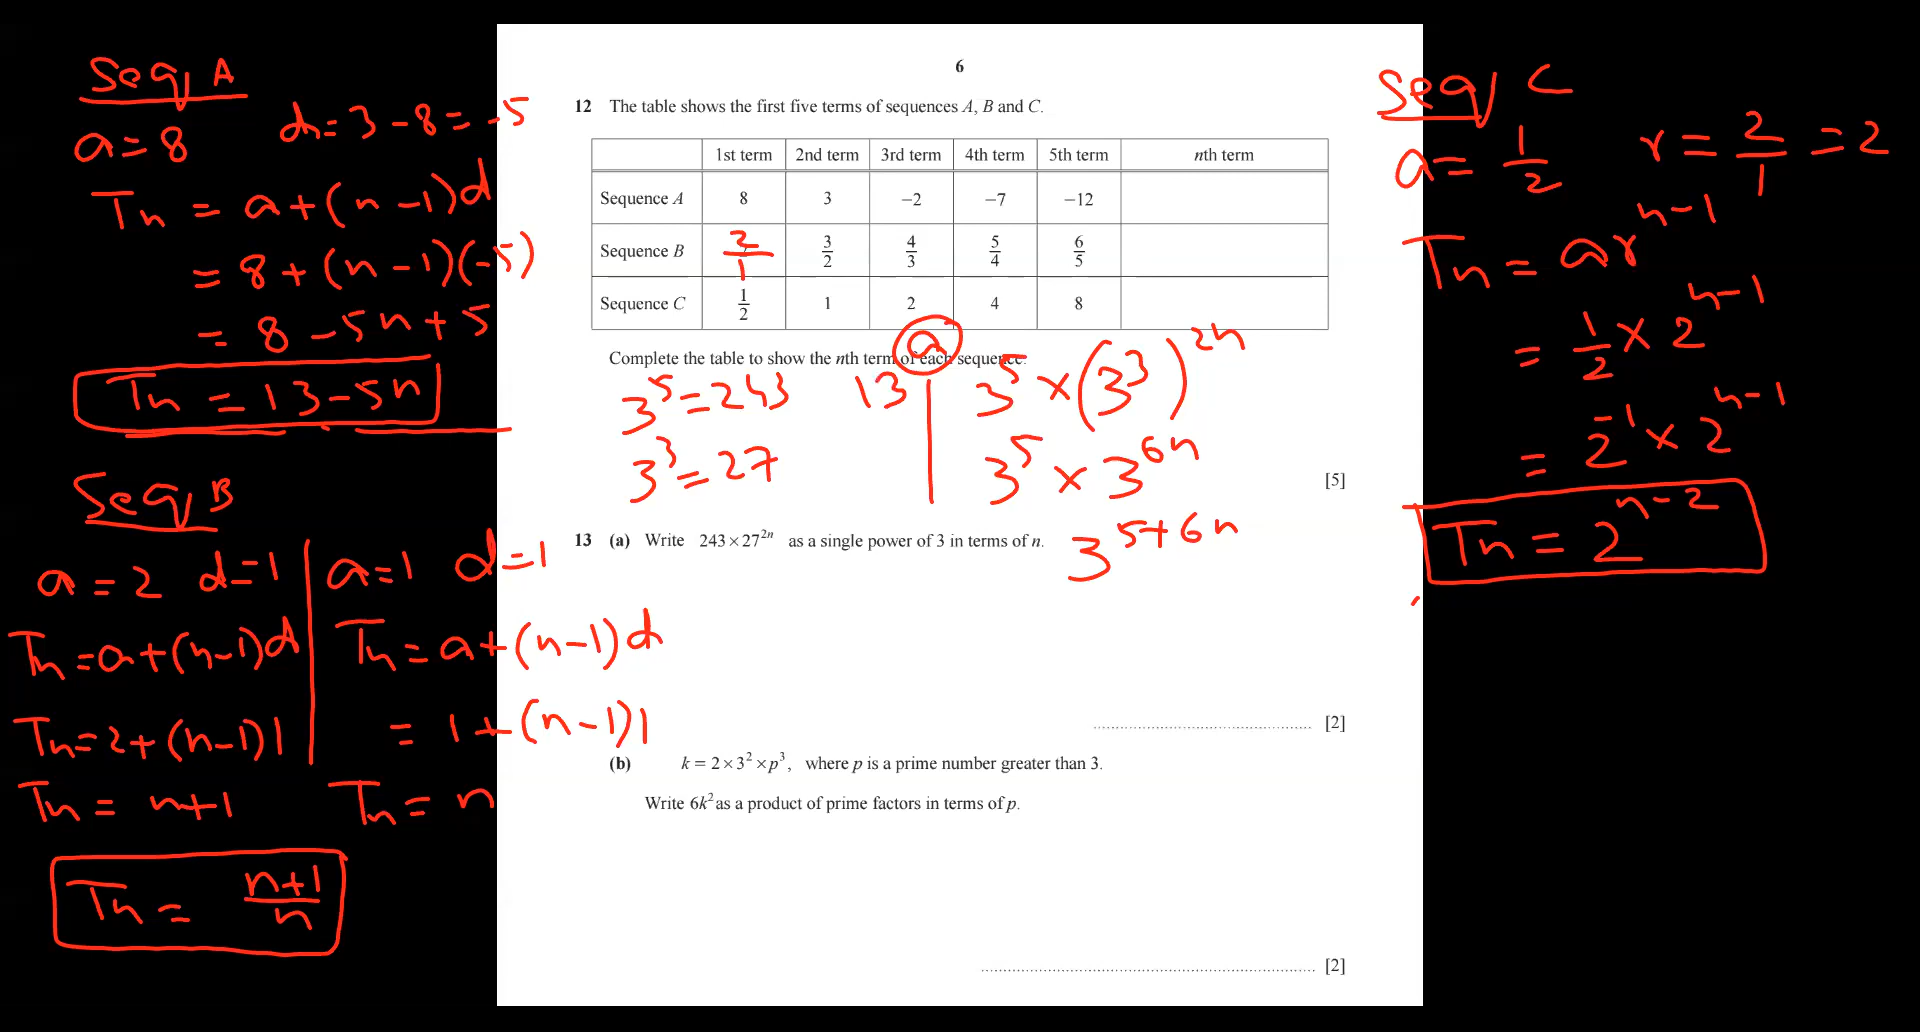 Seq A
a = 8 d = 3 - 8 = -5
Tn = a + (n - 1)d
= 8 + (n - 1)(-5)
= 8 - 5n + 5
Tn = 13 - 5n
Seq B
a = 2 d = 1 | a = 1 d = 1
Tn = a + (n - 1)d | Tn = a + (n - 1)d
Tn = 2 + (n - 1)1 | = 1 + (n - 1)1
Tn = n + 1 Tn = n
Tn = (n + 1)/n
6
12 The table shows the first five terms of sequences A, B and C.
1st term 2nd term 3rd term 4th term 5th term nth term
Sequence A 8 3 −2 −7 −12
Sequence B 2/1 3/2 4/3 5/4 6/5
Sequence C 1/2 1 2 4 8
Complete the table to show the nth term of each sequence.
[5]
13 a
3^5 = 243 | 3^5 × (3^3)^2n
3^3 = 27 | 3^5 × 3^6n
3^5+6n
13 (a) Write 243 × 27^2n as a single power of 3 in terms of n.
.................................................... [2]
(b) k = 2 × 3² × p³, where p is a prime number greater than 3.
Write 6k² as a product of prime factors in terms of p.
.................................................... [2]
Seq C
a = 1/2 r = 2/1 = 2
Tn = ar^n-1
= 1/2 × 2^n-1
= 2^-1 × 2^n-1
Tn = 2^n-2